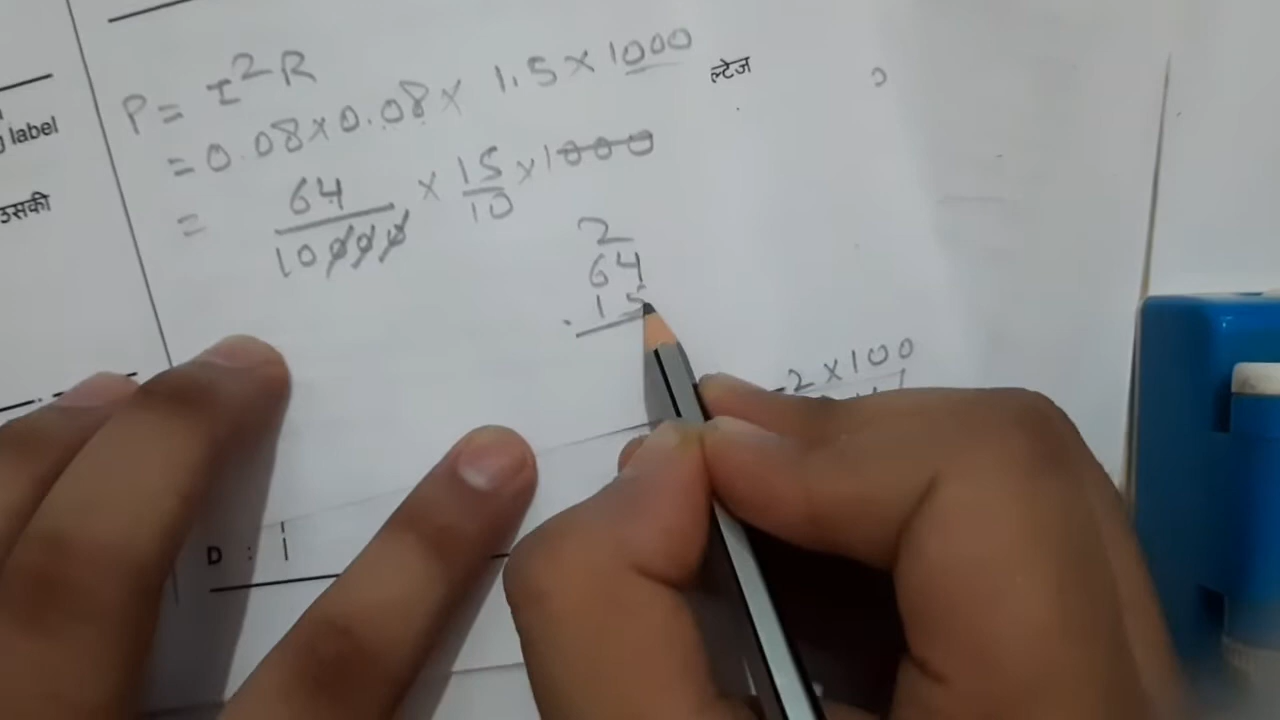 label
उसकी
P = I²R
= 0.08 × 0.08 × 1.5 × 1000
ल्टेज
= 64/10000 × 15/10 × 1000
2
64
15
2 × 100
D :